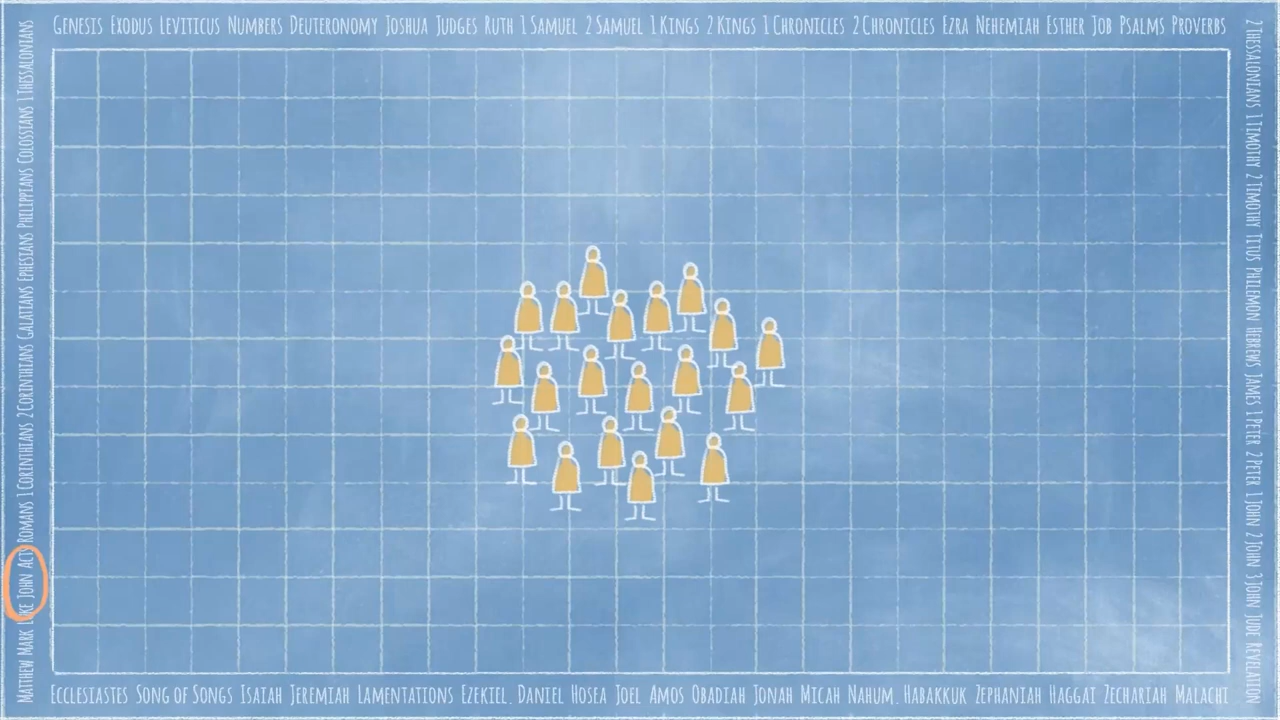 Genesis Exodus Leviticus Numbers Deuteronomy Joshua Judges Ruth 1 Samuel 2 Samuel 1 Kings 2 Kings 1 Chronicles 2 Chronicles Ezra Nehemiah Esther Job Psalms Proverbs
Ecclesiastes Song of Songs Isaiah Jeremiah Lamentations Ezekiel Daniel Hosea Joel Amos Obadiah Jonah Micah Nahum Habakkuk Zephaniah Haggai Zechariah Malachi
Matthew Mark Luke John Acts Romans 1 Corinthians 2 Corinthians Galatians Ephesians Philippians Colossians 1 Thessalonians
2 Thessalonians 1 Timothy 2 Timothy Titus Philemon Hebrews James 1 Peter 2 Peter 1 John 2 John 3 John Jude Revelation